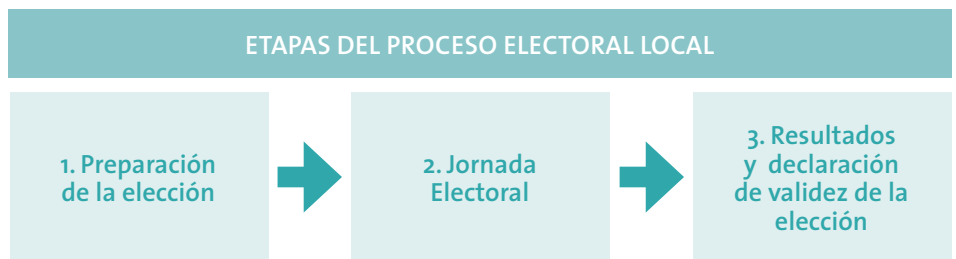 ETAPAS DEL PROCESO ELECTORAL LOCAL
1. Preparación
de la elección
2. Jornada
Electoral
3. Resultados
y declaración
de validez de la
elección